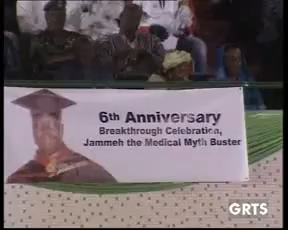 6th Anniversary
Breakthrough Celebration,
Jammeh the Medical Myth Buster
GRTS